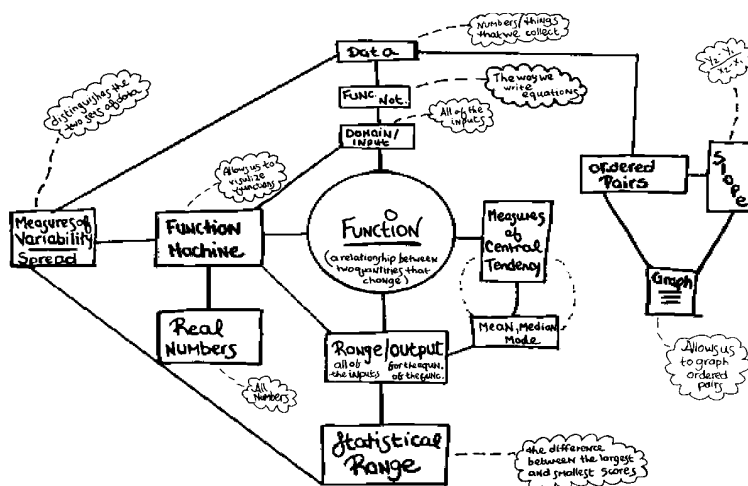 Numbers/things
that we collect
Data
Y2 - Y1
X2 - X1
distinguishes the
two sets of data
Func. Not.
The way we
write
equations
Domain/
Input
All of the
inputs
Allows us to
visulize
functions
Ordered
Pairs
Slope
Measures of
Variability
Spread
Function
Machine
Function
(a relationship between
two quantities that
change)
Measures
of
Central
Tendency
Graph
Real
Numbers
Mean, Median
Mode
Range/Output
all of
the inputs
for the
of the func.
All
Numbers
Allows us
to graph
ordered
pairs
Statistical
Range
the difference
between the largest
and smallest scores